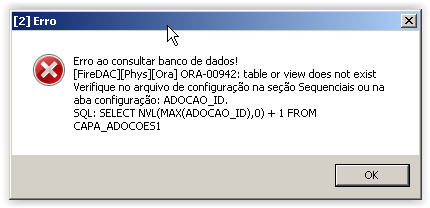 [2] Erro
Erro ao consultar banco de dados!
[FireDAC][Phys][Ora] ORA-00942: table or view does not exist
Verifique no arquivo de configuração na seção Sequenciais ou na
aba configuração: ADOCAO_ID.
SQL: SELECT NVL(MAX(ADOCAO_ID),0) + 1 FROM
CAPA_ADOCOES1
OK